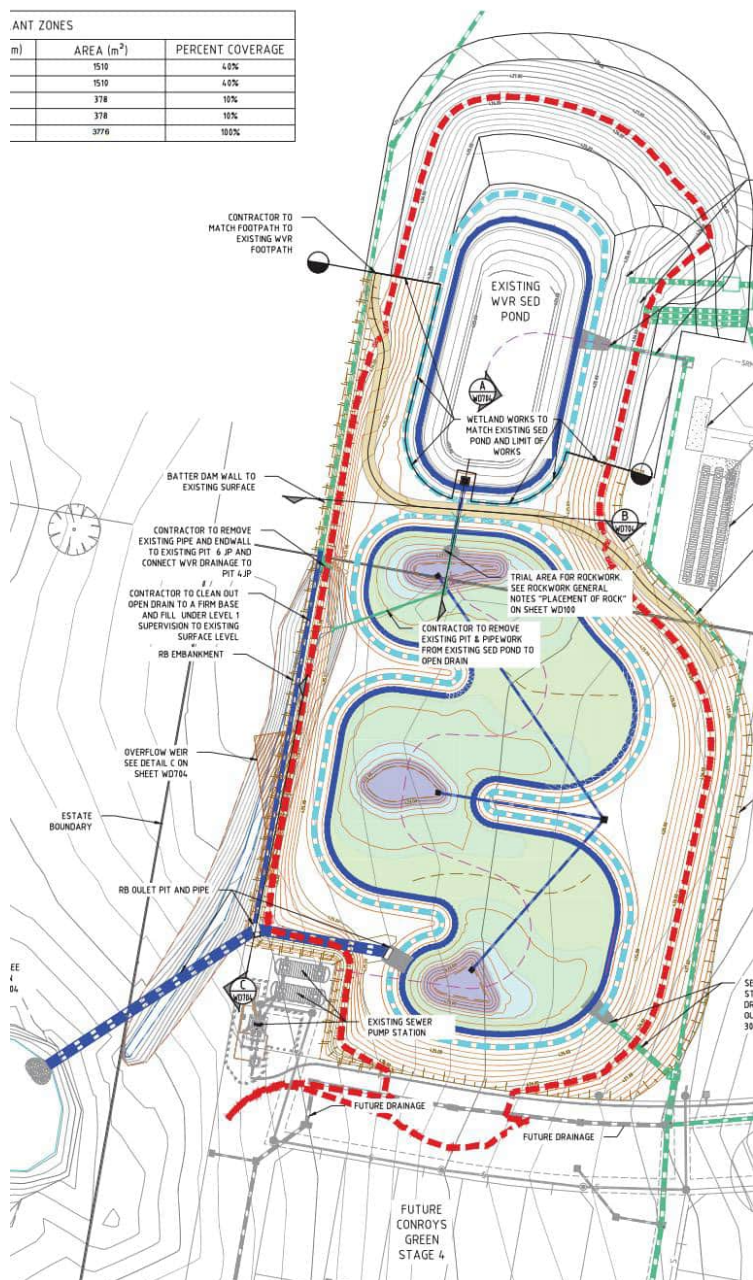 ANT ZONES
m)
AREA (m²)
PERCENT COVERAGE
1510
40%
1510
40%
378
10%
378
10%
3776
100%
CONTRACTOR TO
MATCH FOOTPATH TO
EXISTING WVR
FOOTPATH
EXISTING
WVR SED
POND
A
WD704
WETLAND WORKS TO
MATCH EXISTING SED
POND AND LIMIT OF
WORKS
BATTER DAM WALL TO
EXISTING SURFACE
B
WD704
CONTRACTOR TO REMOVE
EXISTING PIPE AND ENDWALL
TO EXISTING PIT 6 JP AND
CONNECT WVR DRAINAGE TO
PIT 4JP
TRIAL AREA FOR ROCKWORK.
SEE ROCKWORK GENERAL
NOTES "PLACEMENT OF ROCK"
ON SHEET WD100
CONTRACTOR TO CLEAN OUT
OPEN DRAIN TO A FIRM BASE
AND FILL UNDER LEVEL 1
SUPERVISION TO EXISTING
SURFACE LEVEL
CONTRACTOR TO REMOVE
EXISTING PIT & PIPEWORK
FROM EXISTING SED POND TO
OPEN DRAIN
RB EMBANKMENT
OVERFLOW WEIR
SEE DETAIL C ON
SHEET WD704
ESTATE
BOUNDARY
RB OULET PIT AND PIPE
EE
N
04
C
WD704
SE
ST
DR
OU
30
EXISTING SEWER
PUMP STATION
FUTURE DRAINAGE
FUTURE DRAINAGE
FUTURE
CONROYS
GREEN
STAGE 4